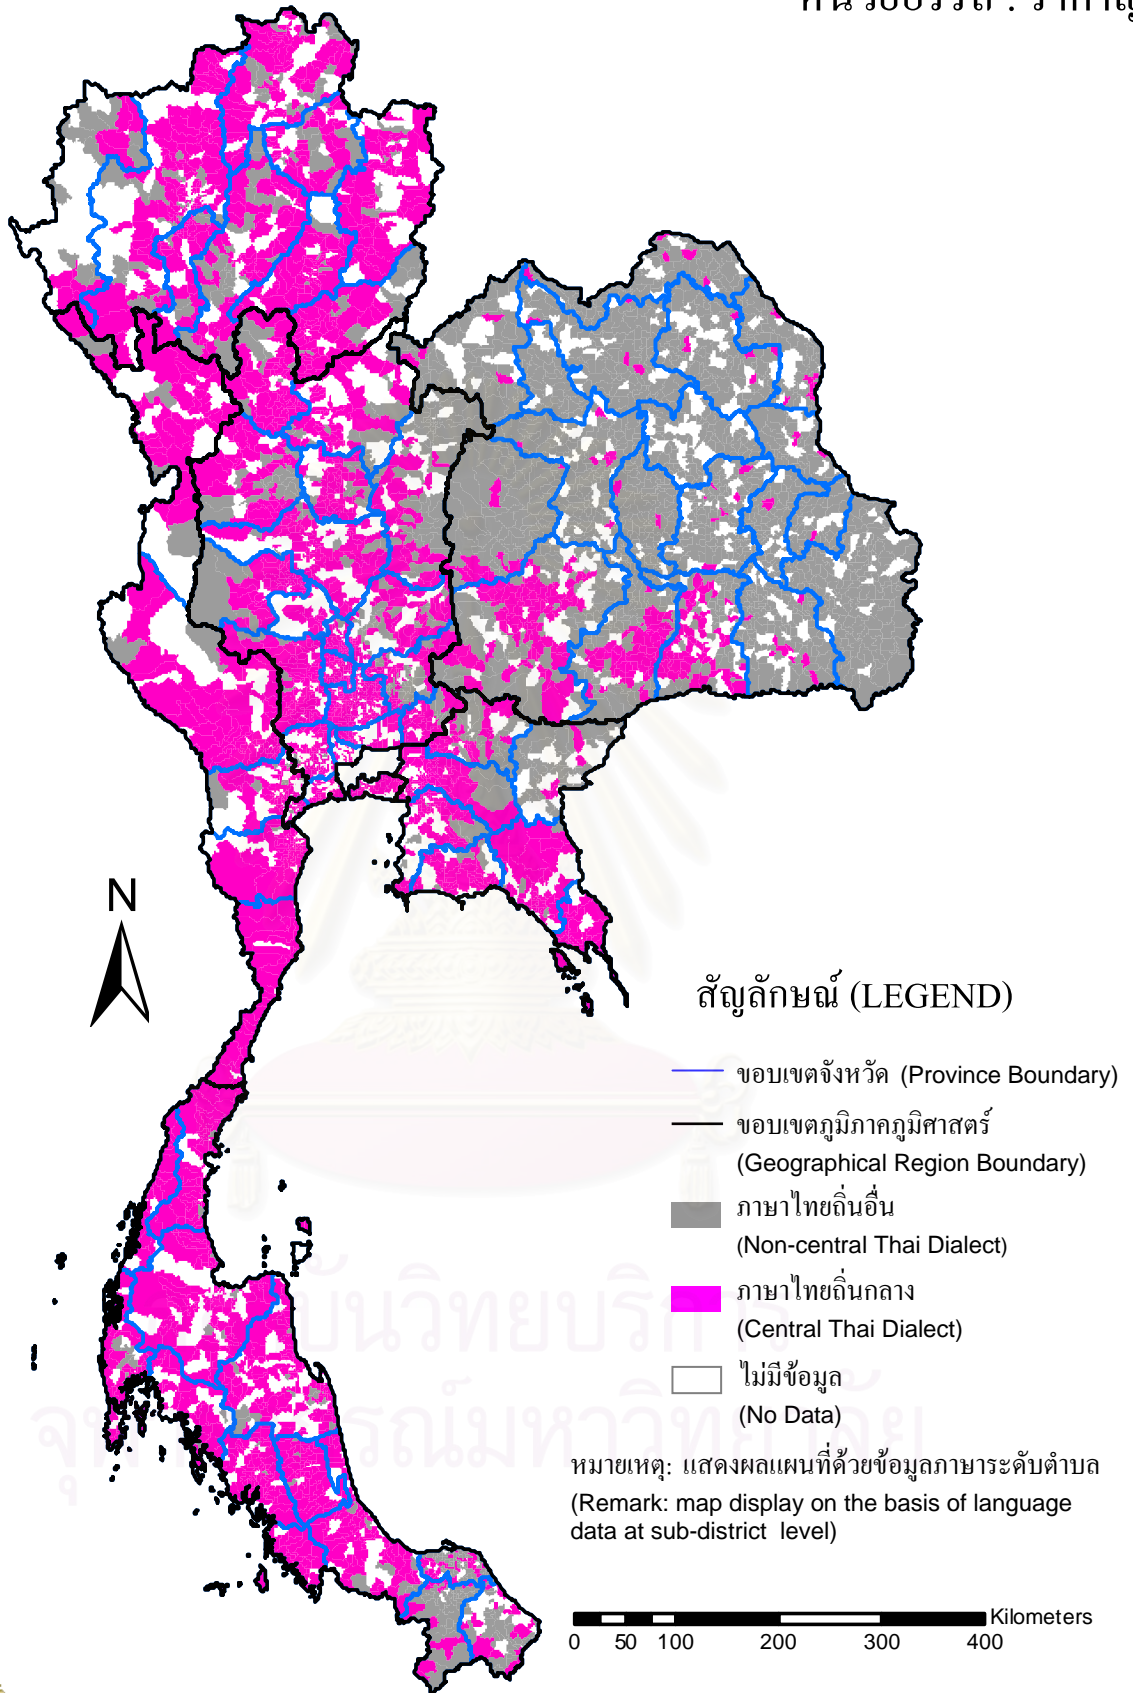 N
สัญลักษณ์ (LEGEND)
ขอบเขตจังหวัด (Province Boundary)
ขอบเขตภูมิภาคภูมิศาสตร์
(Geographical Region Boundary)
ภาษาไทยถิ่นอื่น
(Non-central Thai Dialect)
ภาษาไทยถิ่นกลาง
(Central Thai Dialect)
ไม่มีข้อมูล
(No Data)
หมายเหตุ: แสดงผลแผนที่ด้วยข้อมูลภาษาระดับตำบล
(Remark: map display on the basis of language
data at sub-district level)
Kilometers
0 50 100 200 300 400